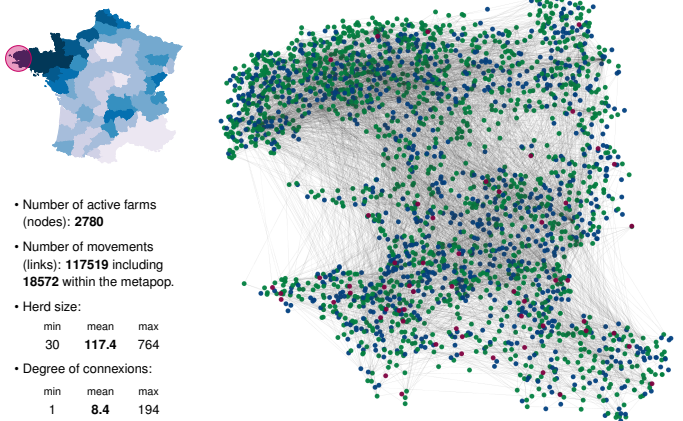 • Number of active farms
(nodes): 2780
• Number of movements
(links): 117519 including
18572 within the metapop.
• Herd size:
min mean max
30 117.4 764
• Degree of connexions:
min mean max
1 8.4 194